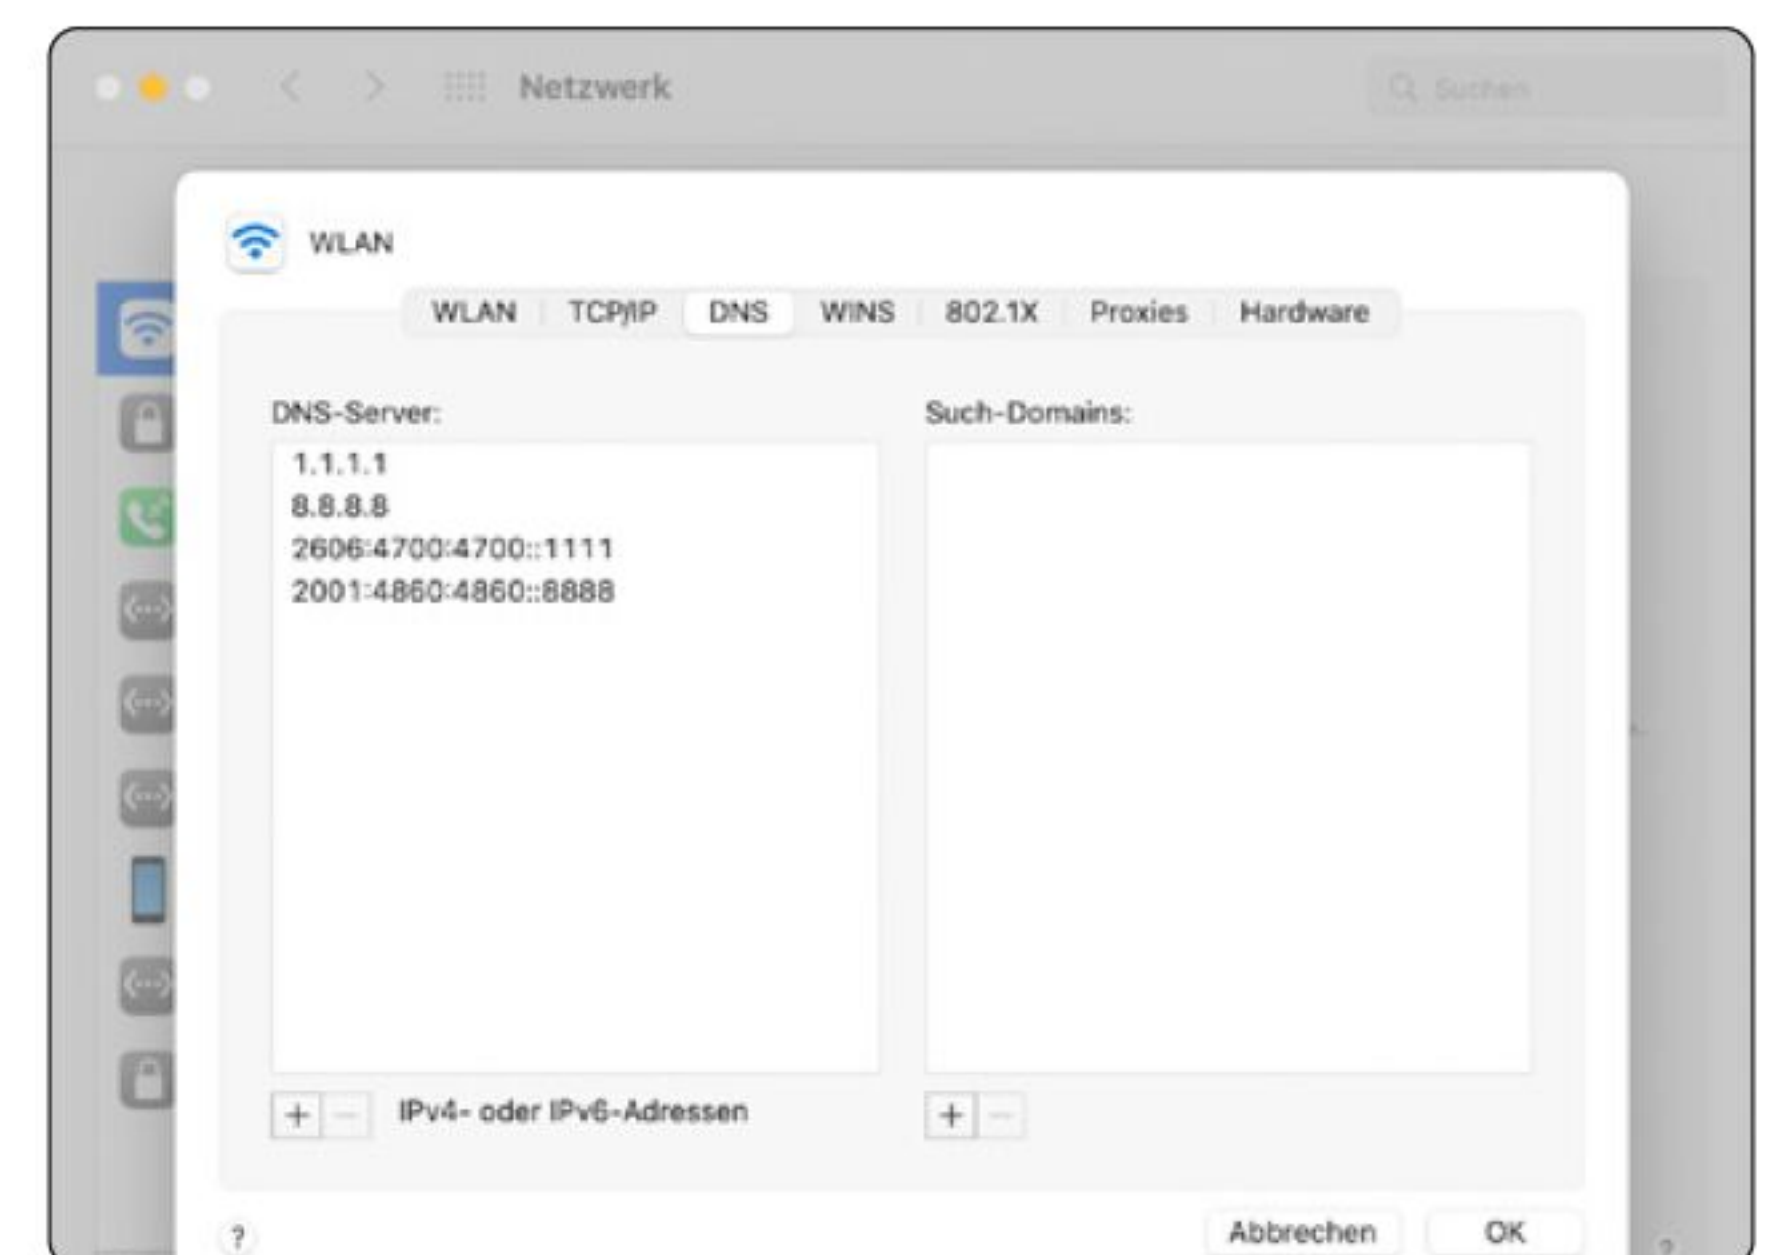 Netzwerk
Suchen
WLAN
WLAN TCP/IP DNS WINS 802.1X Proxies Hardware
DNS-Server:
Such-Domains:
1.1.1.1
8.8.8.8
2606:4700:4700::1111
2001:4860:4860::8888
+ − IPv4- oder IPv6-Adressen
+ −
? Abbrechen OK
?